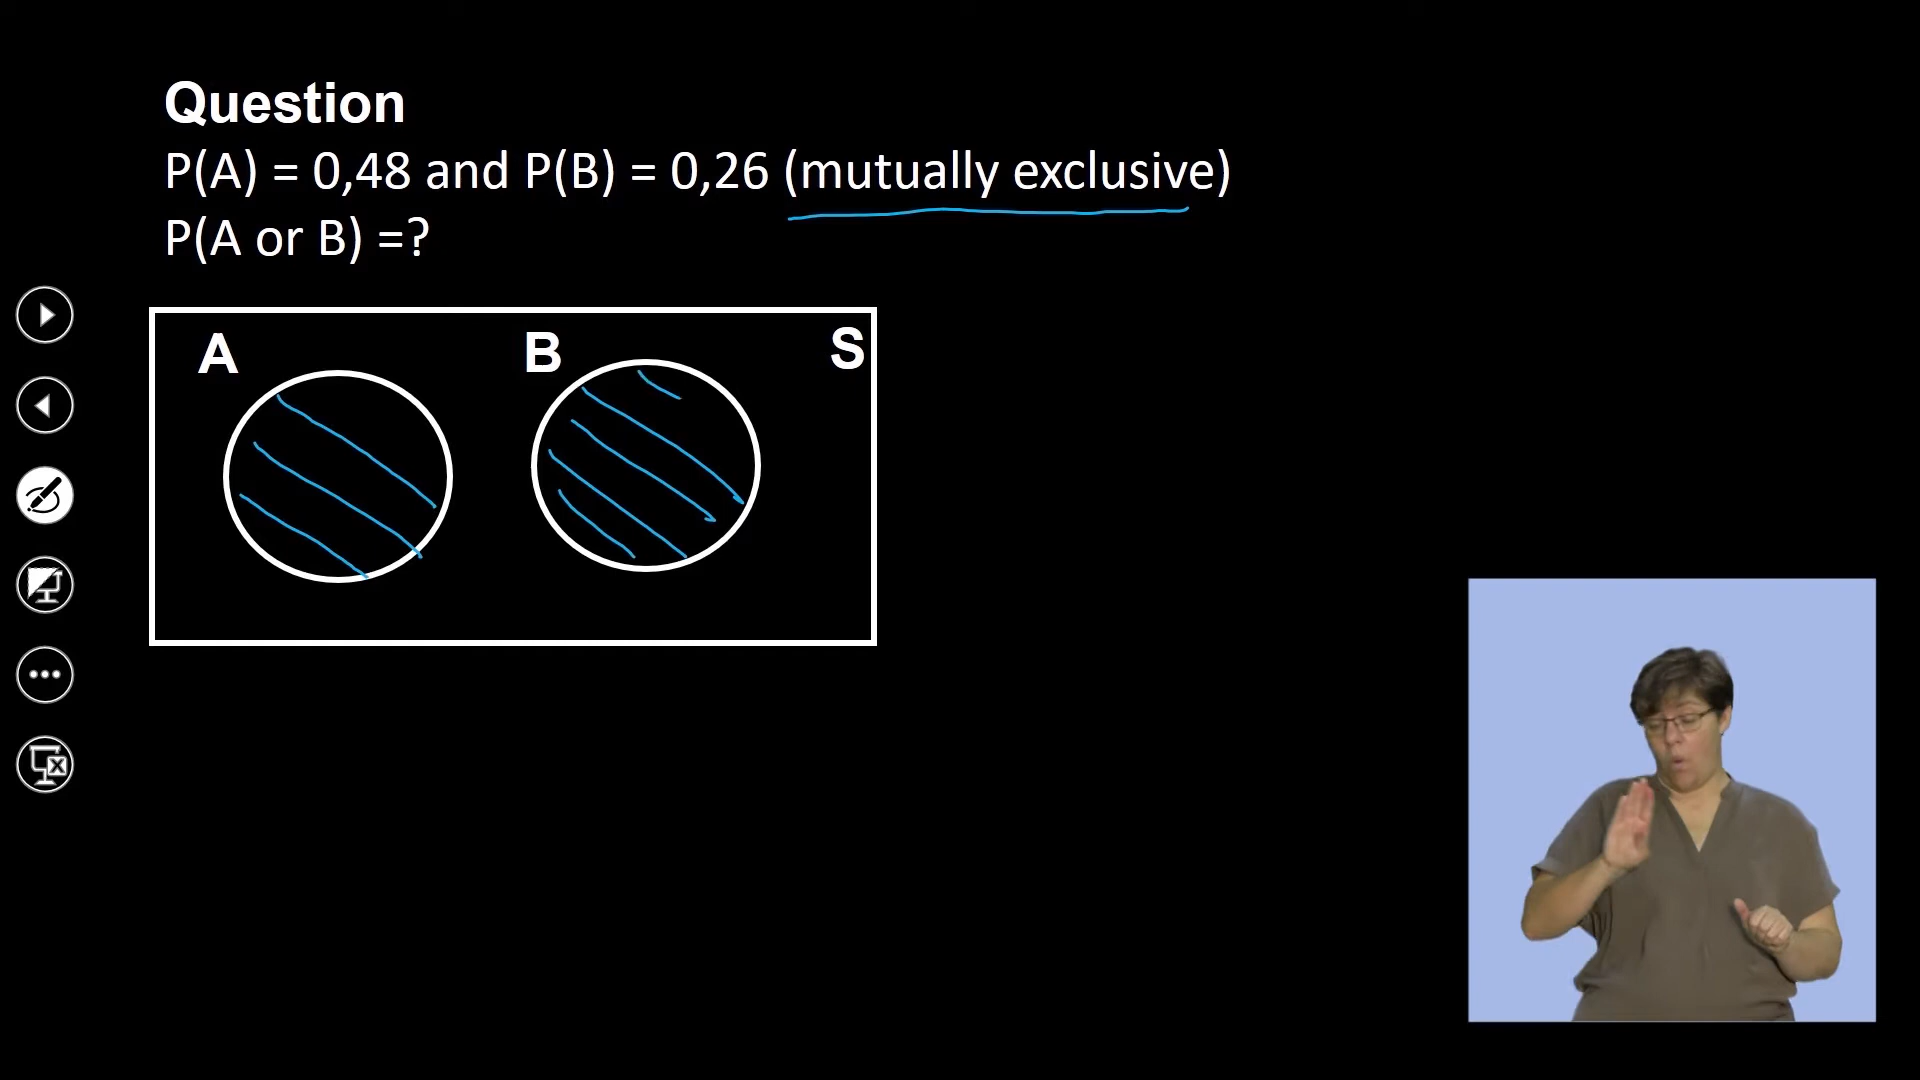 Question
P(A) = 0,48 and P(B) = 0,26 (mutually exclusive)
P(A or B) =?
A
B
S